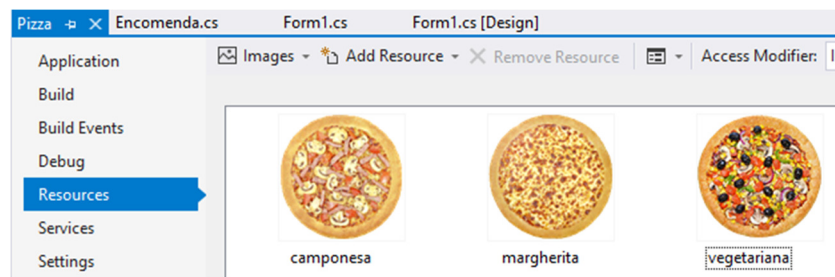 Pizza Encomenda.cs Form1.cs Form1.cs [Design]
Application
Images Add Resource Remove Resource Access Modifier:
Build
Build Events
Debug
Resources
Services
Settings
camponesa margherita vegetariana